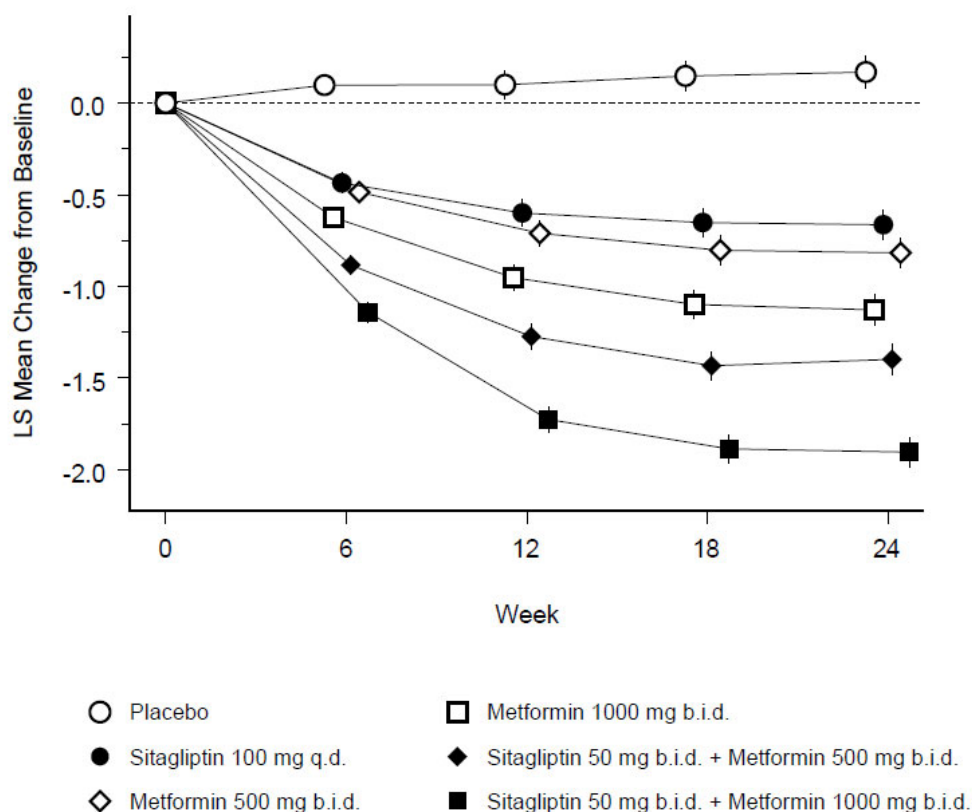 LS Mean Change from Baseline
0.0
-0.5
-1.0
-1.5
-2.0
0 6 12 18 24
Week
Placebo
Metformin 1000 mg b.i.d.
Sitagliptin 100 mg q.d.
Sitagliptin 50 mg b.i.d. + Metformin 500 mg b.i.d.
Metformin 500 mg b.i.d.
Sitagliptin 50 mg b.i.d. + Metformin 1000 mg b.i.d.